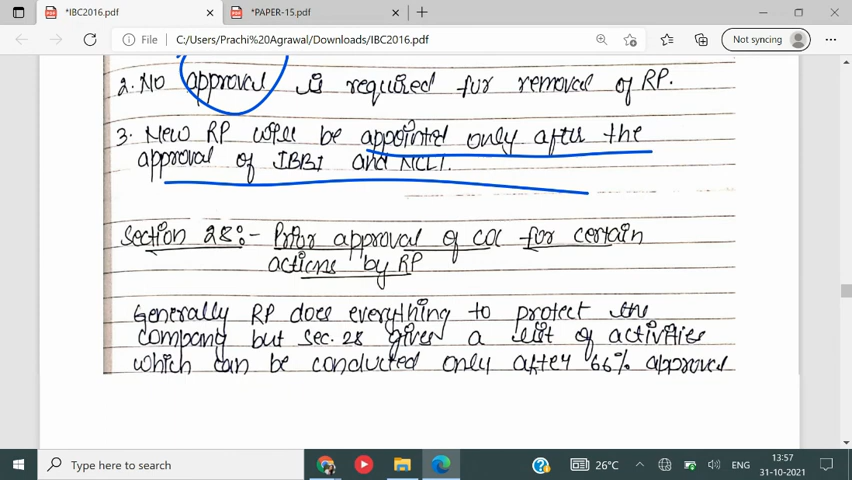 *IBC2016.pdf
*PAPER-15.pdf
File
C:/Users/Prachi%20Agrawal/Downloads/IBC2016.pdf
Not syncing
2. No approval is required for removal of RP.
3. New RP will be appointed only after the
approval of IBBI and NCLT.
Section 28:- Prior approval of COC for certain
actions by RP
Generally RP does everything to protect the
company but sec. 28 gives a list of activities
which can be conducted only after 66% approval
PDF
PDF
Type here to search
26°C
ENG
13:57
31-10-2021